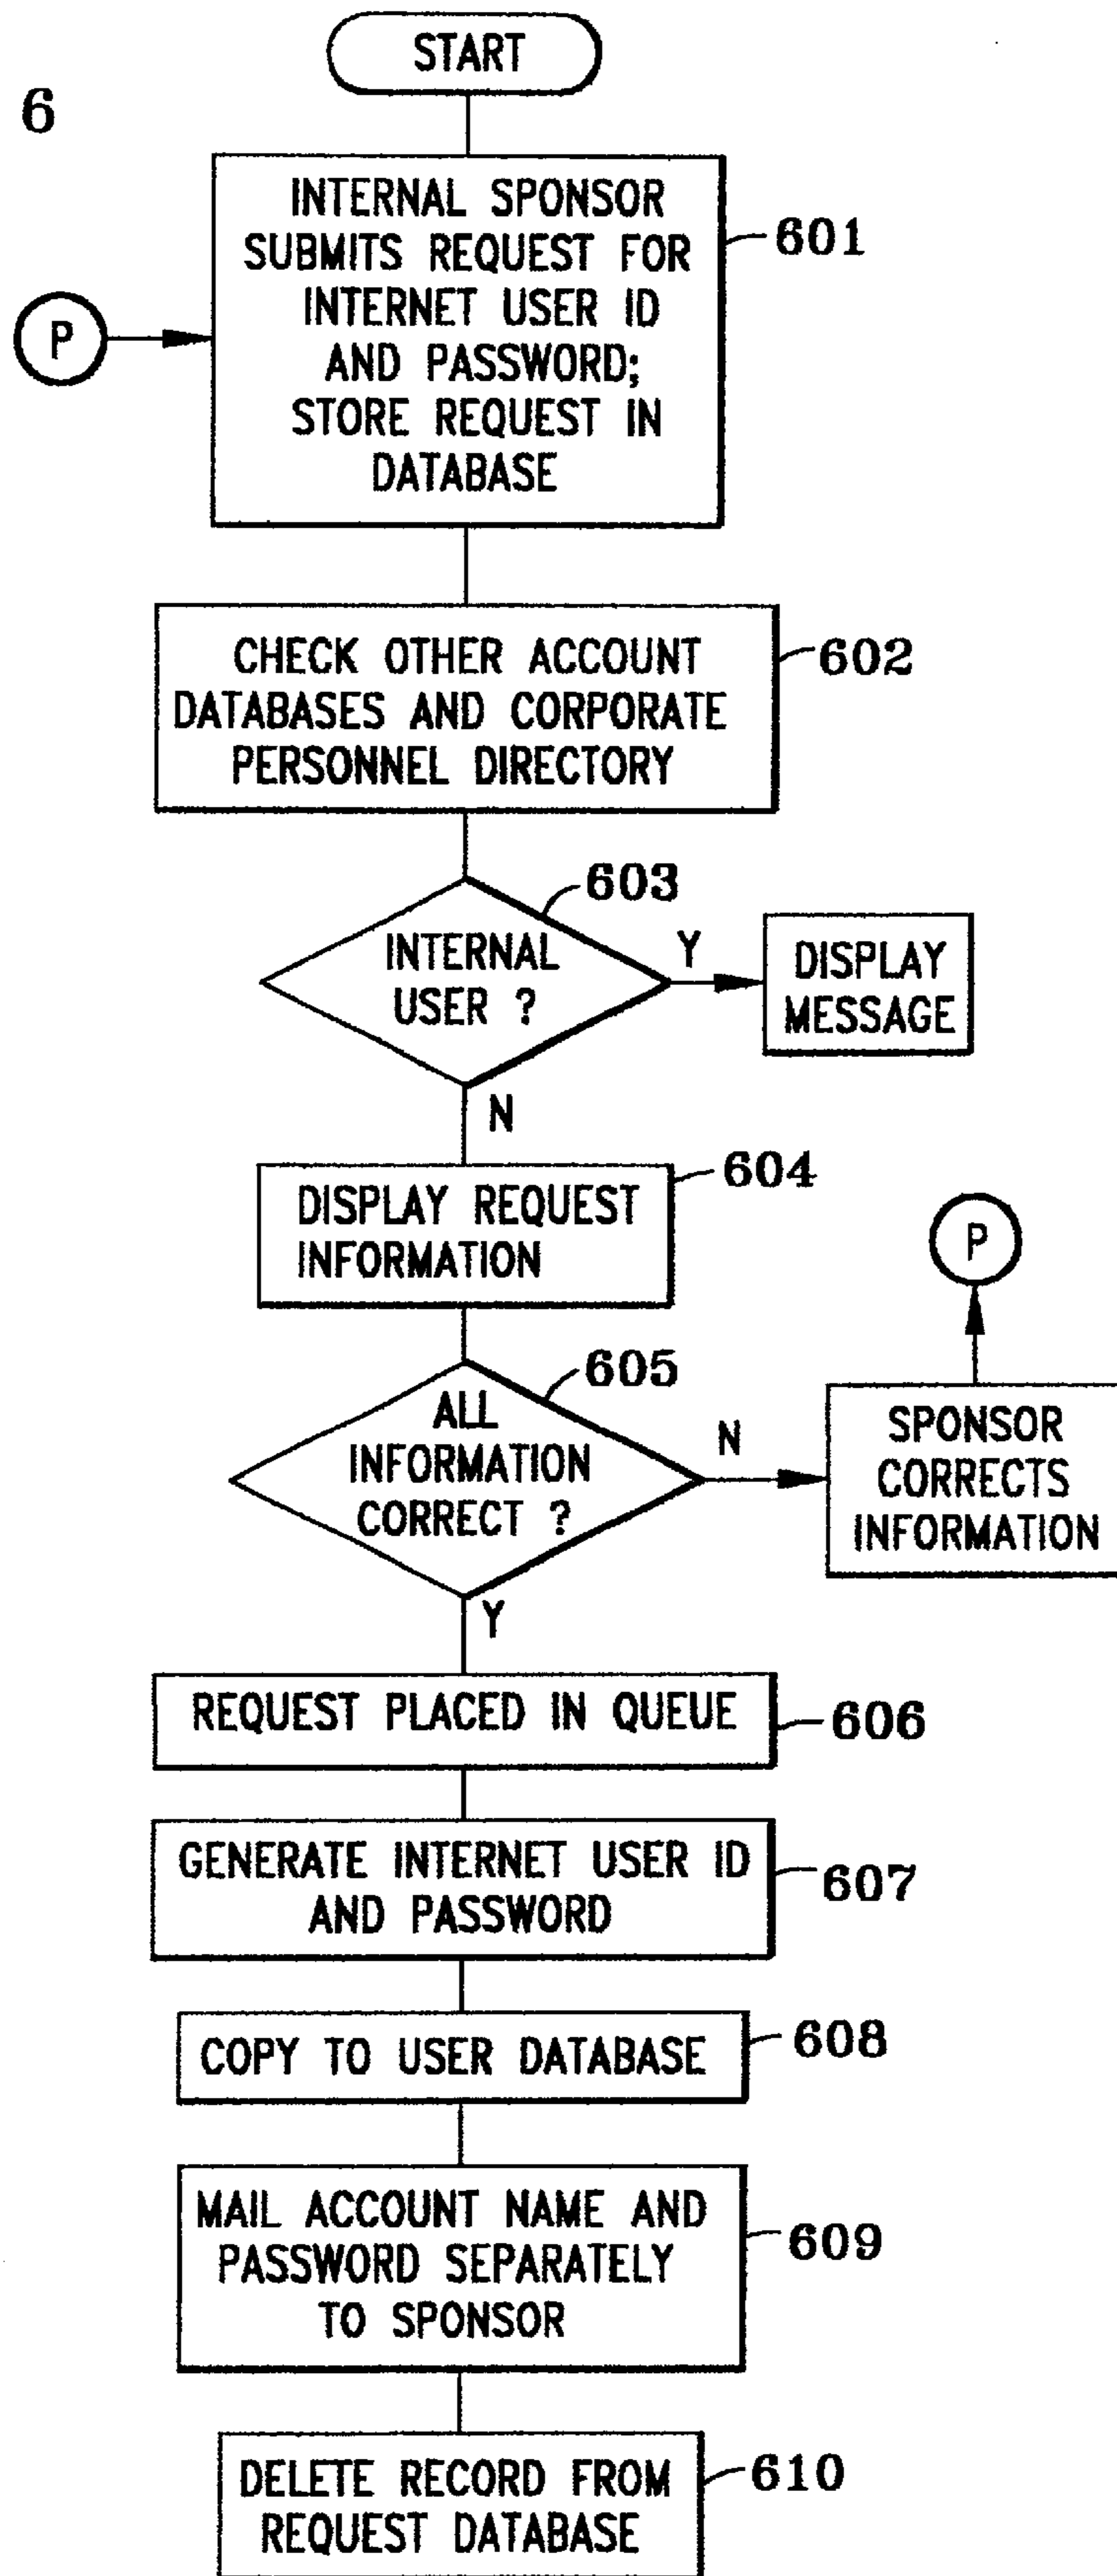 START
6
INTERNAL SPONSOR
SUBMITS REQUEST FOR
INTERNET USER ID
AND PASSWORD;
STORE REQUEST IN
DATABASE
601
P
CHECK OTHER ACCOUNT
DATABASES AND CORPORATE
PERSONNEL DIRECTORY
602
603
INTERNAL
USER ?
Y
DISPLAY
MESSAGE
N
604
DISPLAY REQUEST
INFORMATION
P
605
ALL
INFORMATION
CORRECT ?
N
SPONSOR
CORRECTS
INFORMATION
Y
REQUEST PLACED IN QUEUE
606
GENERATE INTERNET USER ID
AND PASSWORD
607
COPY TO USER DATABASE
608
MAIL ACCOUNT NAME AND
PASSWORD SEPARATELY
TO SPONSOR
609
DELETE RECORD FROM
REQUEST DATABASE
610